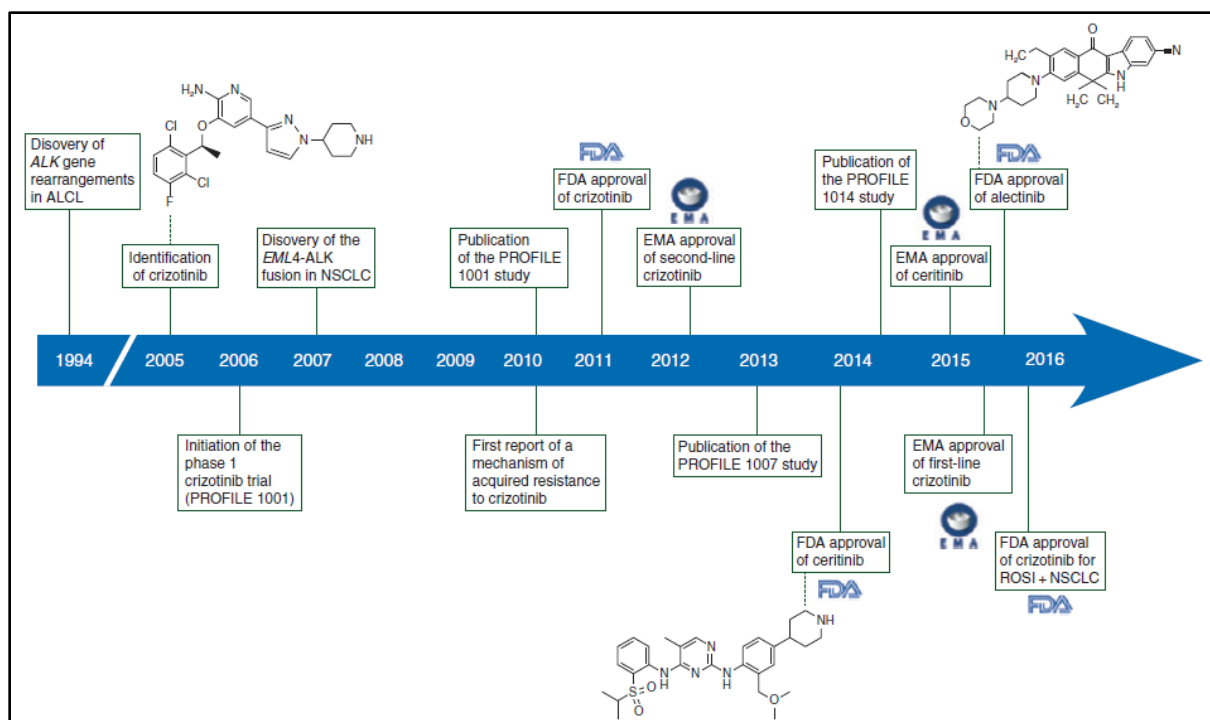 Disovery of
ALK gene
rearrangements
in ALCL
H₂N
N
Cl
O
N
N
NH
Cl
F
Identification
of crizotinib
Disovery of the
EML4-ALK
fusion in NSCLC
Publication
of the PROFILE
1001 study
FDA
FDA approval
of crizotinib
EMA
EMA approval
of second-line
crizotinib
Publication of
the PROFILE
1014 study
EMA
EMA approval
of ceritinib
O
N
H₃C
N
N
O
NH
H₃C CH₃
FDA
FDA approval
of alectinib
1994 2005 2006 2007 2008 2009 2010 2011 2012 2013 2014 2015 2016
Initiation of the
phase 1
crizotinib trial
(PROFILE 1001)
First report of a
mechanism of
acquired resistance
to crizotinib
Publication of the
PROFILE 1007 study
FDA approval
of ceritinib
FDA
EMA approval
of first-line
crizotinib
EMA
FDA approval
of crizotinib for
ROSI + NSCLC
FDA
NH
N
N
N
H
N
H
S
O
O
O